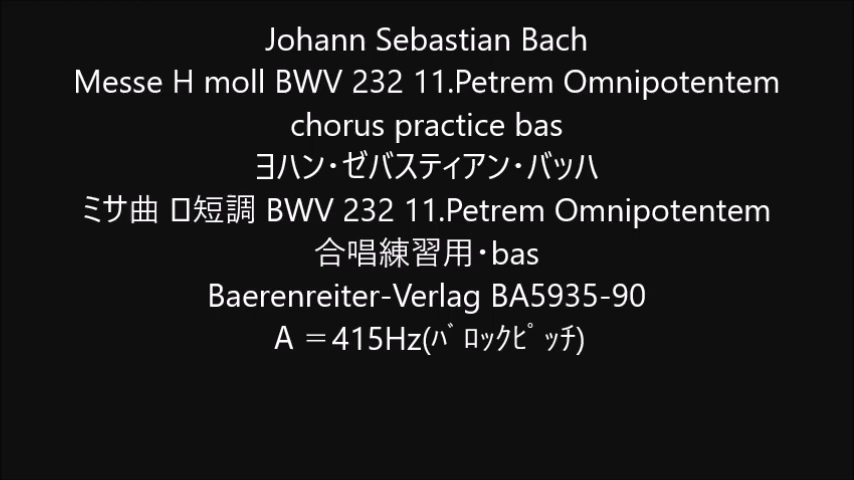 Johann Sebastian Bach
Messe H moll BWV 232 11.Petrem Omnipotentem
chorus practice bas
ヨハン・ゼバスティアン・バッハ
ミサ曲 ロ短調 BWV 232 11.Petrem Omnipotentem
合唱練習用・bas
Baerenreiter-Verlag BA5935-90
A＝415Hz(ﾊﾞﾛｯｸﾋﾟｯﾁ)